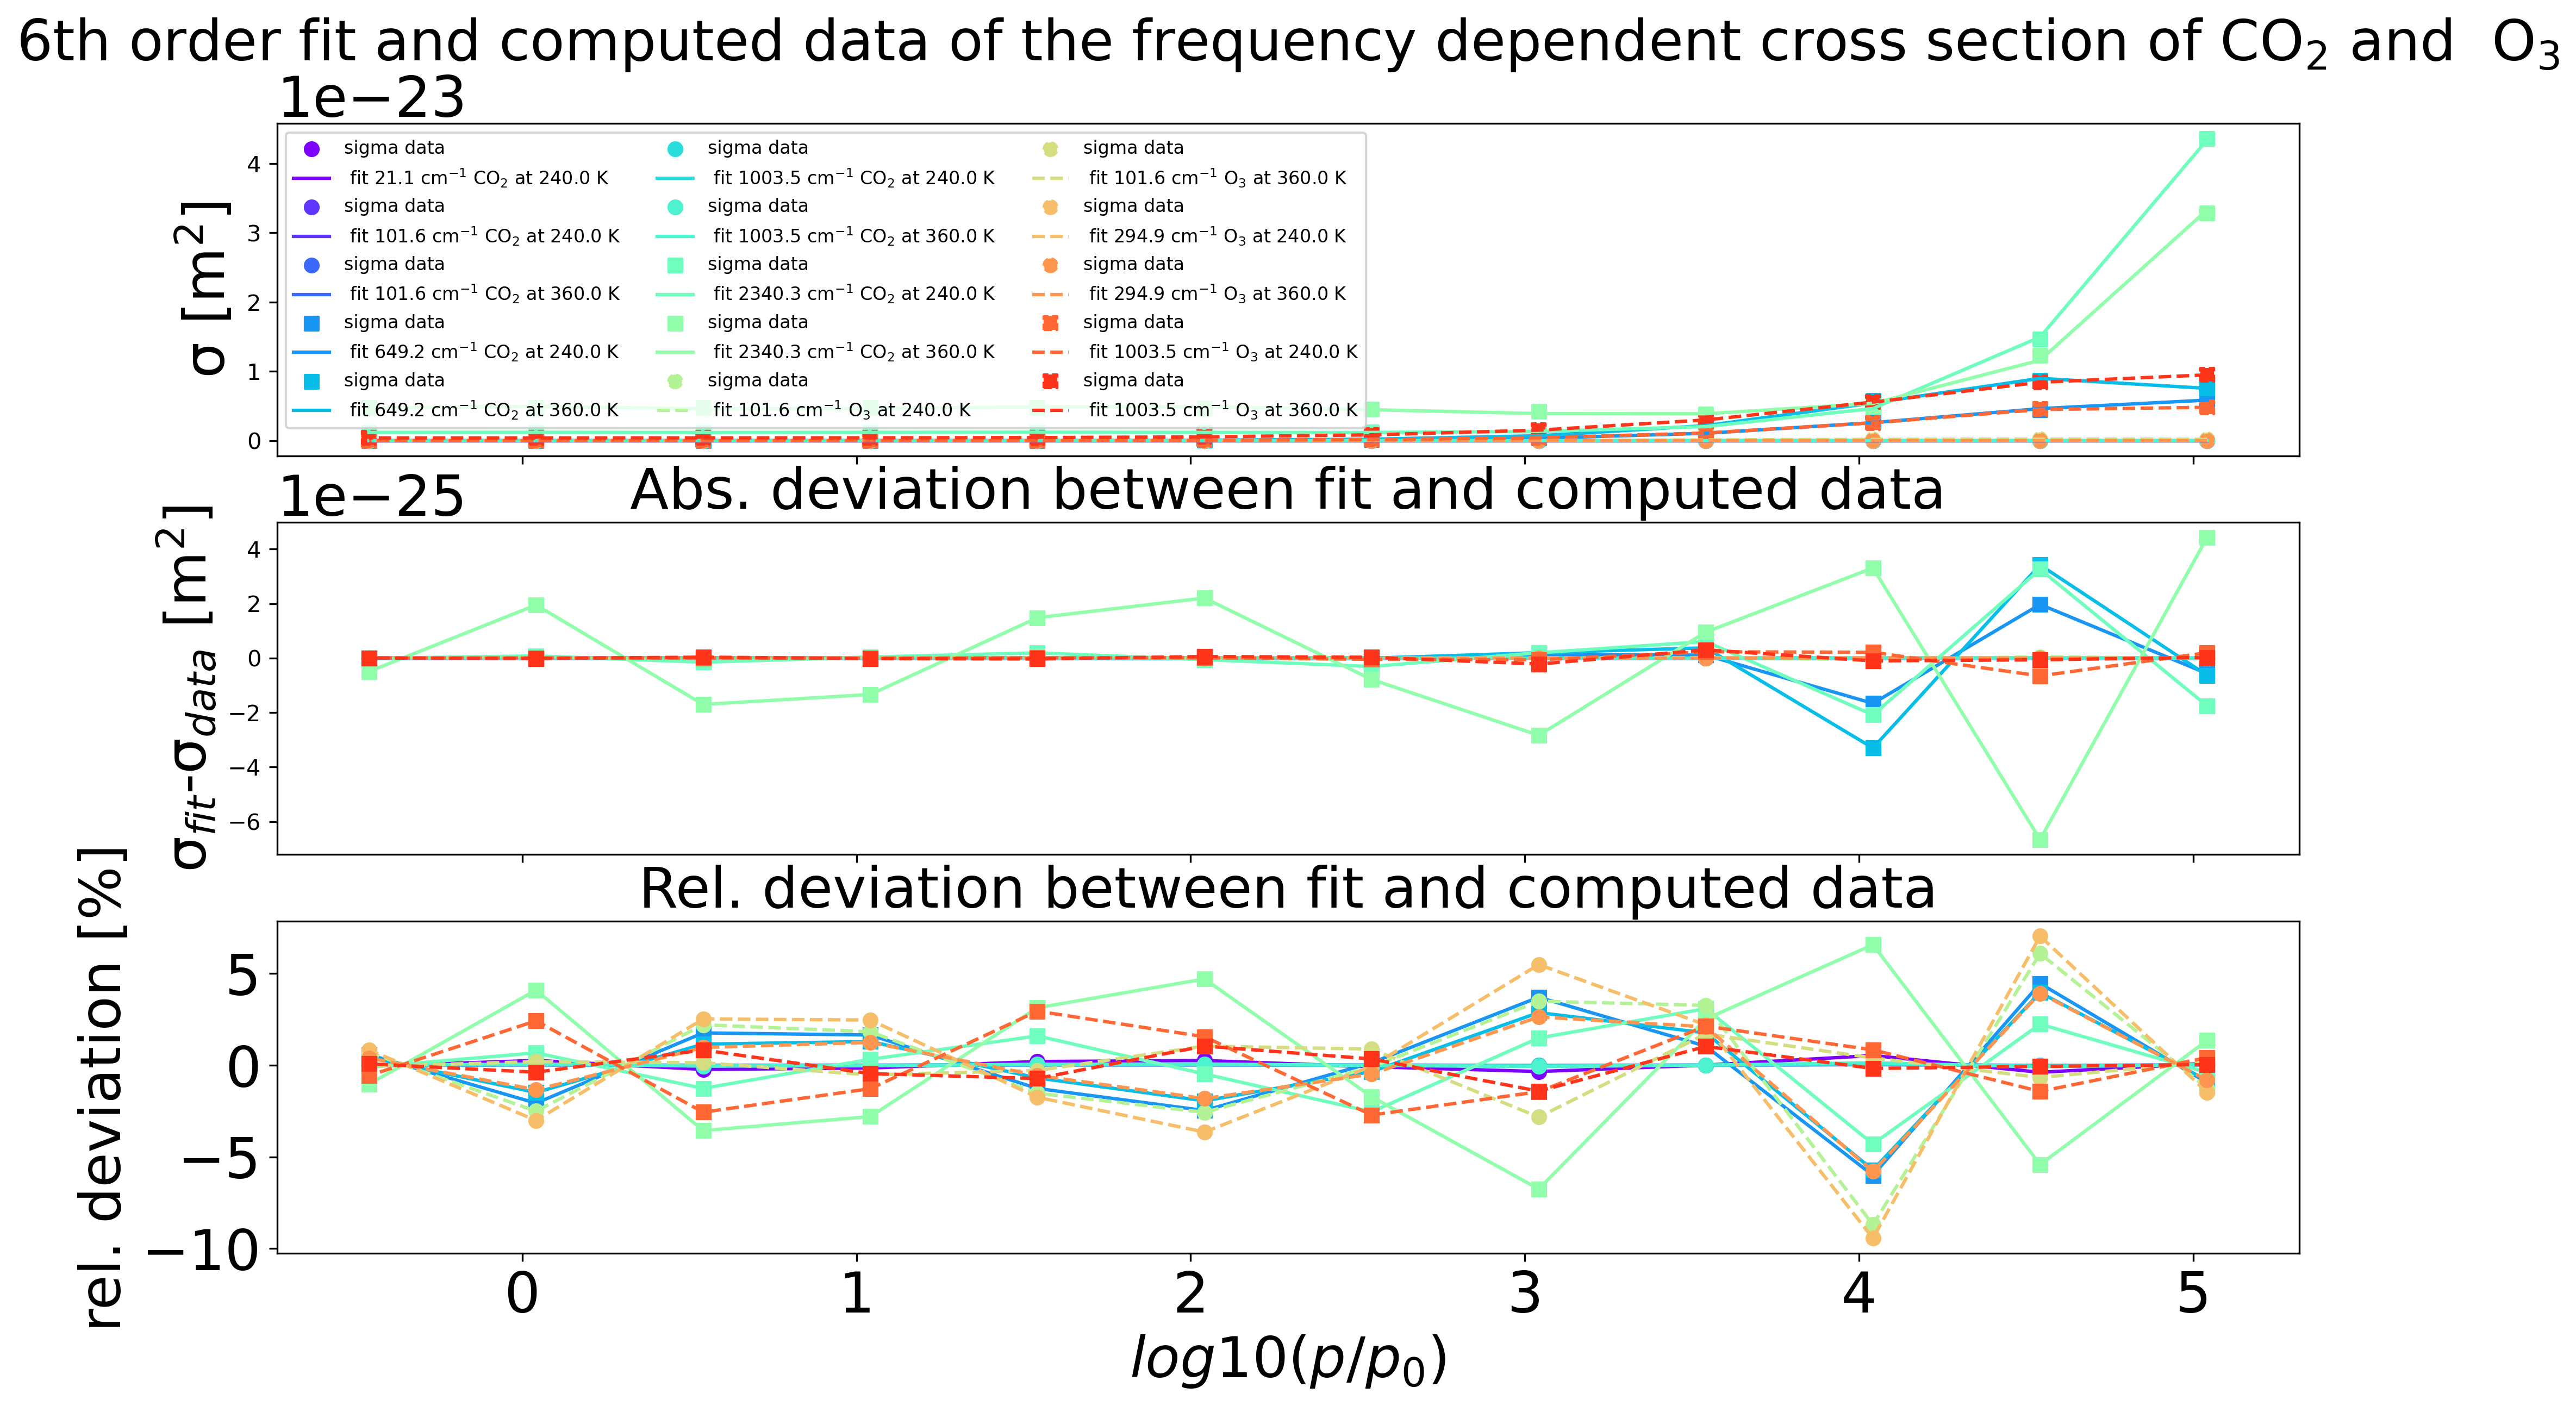 6th order fit and computed data of the frequency dependent cross section of CO₂ and O₃
1e−23
σ [m²]
4
3
2
1
0
sigma data
fit 21.1 cm⁻¹ CO₂ at 240.0 K
sigma data
fit 101.6 cm⁻¹ CO₂ at 240.0 K
sigma data
fit 101.6 cm⁻¹ CO₂ at 360.0 K
sigma data
fit 649.2 cm⁻¹ CO₂ at 240.0 K
sigma data
fit 649.2 cm⁻¹ CO₂ at 360.0 K
sigma data
fit 1003.5 cm⁻¹ CO₂ at 240.0 K
sigma data
fit 1003.5 cm⁻¹ CO₂ at 360.0 K
sigma data
fit 2340.3 cm⁻¹ CO₂ at 240.0 K
sigma data
fit 2340.3 cm⁻¹ CO₂ at 360.0 K
sigma data
fit 101.6 cm⁻¹ O₃ at 240.0 K
sigma data
fit 101.6 cm⁻¹ O₃ at 360.0 K
sigma data
fit 294.9 cm⁻¹ O₃ at 240.0 K
sigma data
fit 294.9 cm⁻¹ O₃ at 360.0 K
sigma data
fit 1003.5 cm⁻¹ O₃ at 240.0 K
sigma data
fit 1003.5 cm⁻¹ O₃ at 360.0 K
Abs. deviation between fit and computed data
1e−25
σ_fit-σ_data [m²]
4
2
0
−2
−4
−6
Rel. deviation between fit and computed data
rel. deviation [%]
5
0
−5
−10
0 1 2 3 4 5
log10(p/p₀)